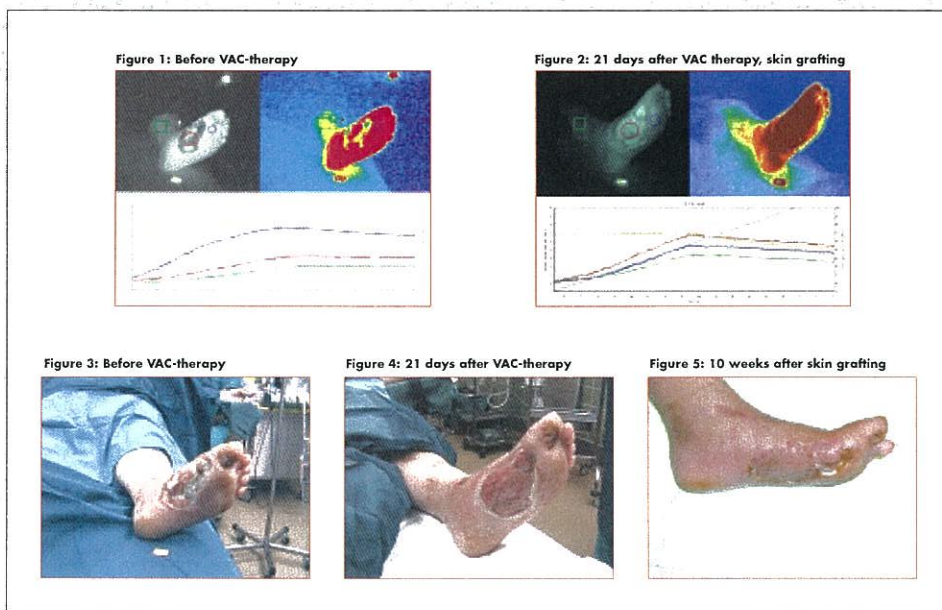 Figure 1: Before VAC-therapy
Figure 2: 21 days after VAC therapy, skin grafting
Figure 3: Before VAC-therapy
Figure 4: 21 days after VAC-therapy
Figure 5: 10 weeks after skin grafting